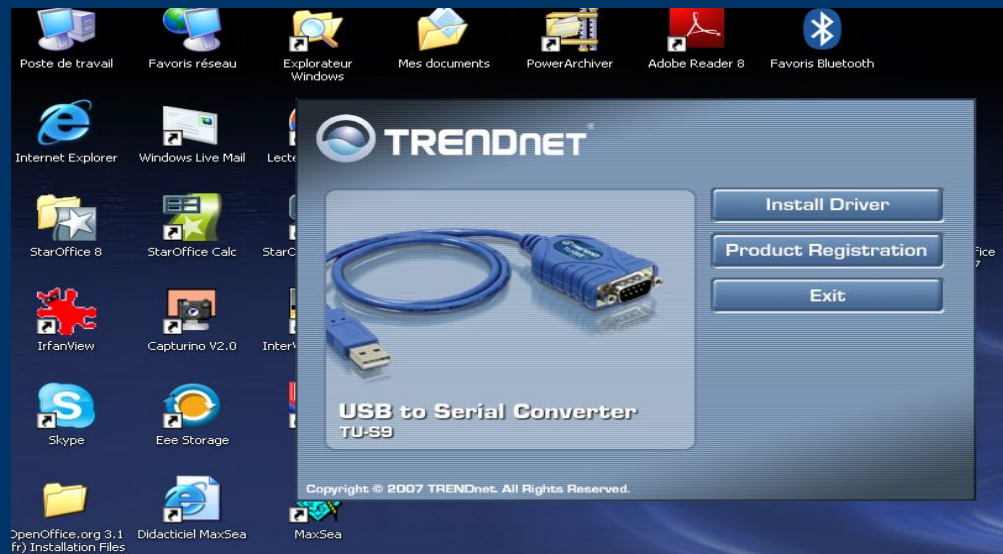 Poste de travail
Favoris réseau
Explorateur
Windows
Mes documents
PowerArchiver
Adobe Reader 8
Favoris Bluetooth
Internet Explorer
Windows Live Mail
TRENDnet
StarOffice 8
StarOffice Calc
Install Driver
Product Registration
Exit
IrfanView
Capturino V2.0
USB to Serial Converter
TU-S9
Skype
Eee Storage
Copyright © 2007 TRENDnet. All Rights Reserved.
OpenOffice.org 3.1
(fr) Installation Files
Didacticiel MaxSea
MaxSea